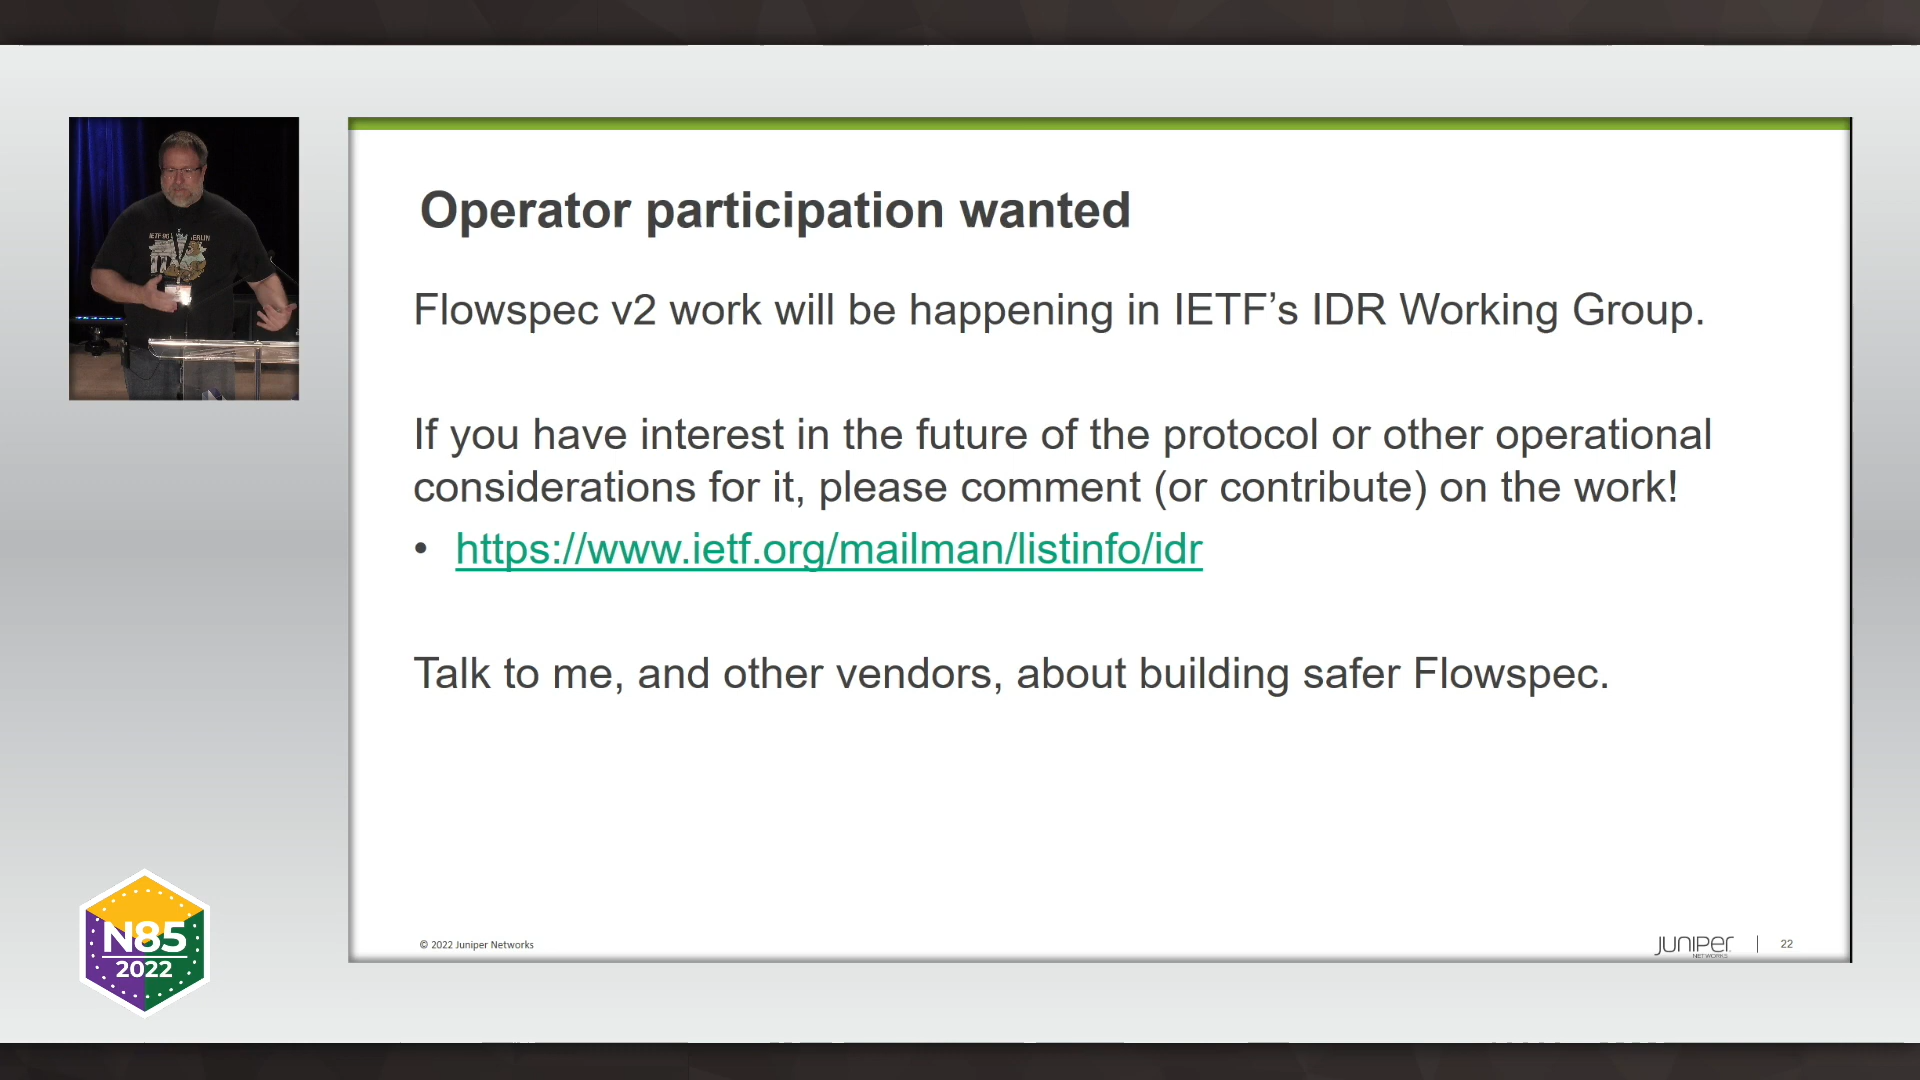 Operator participation wanted
Flowspec v2 work will be happening in IETF’s IDR Working Group.
If you have interest in the future of the protocol or other operational
considerations for it, please comment (or contribute) on the work!
• https://www.ietf.org/mailman/listinfo/idr
Talk to me, and other vendors, about building safer Flowspec.
© 2022 Juniper Networks
JUNIPER
NETWORKS
22
N85
2022
IETF